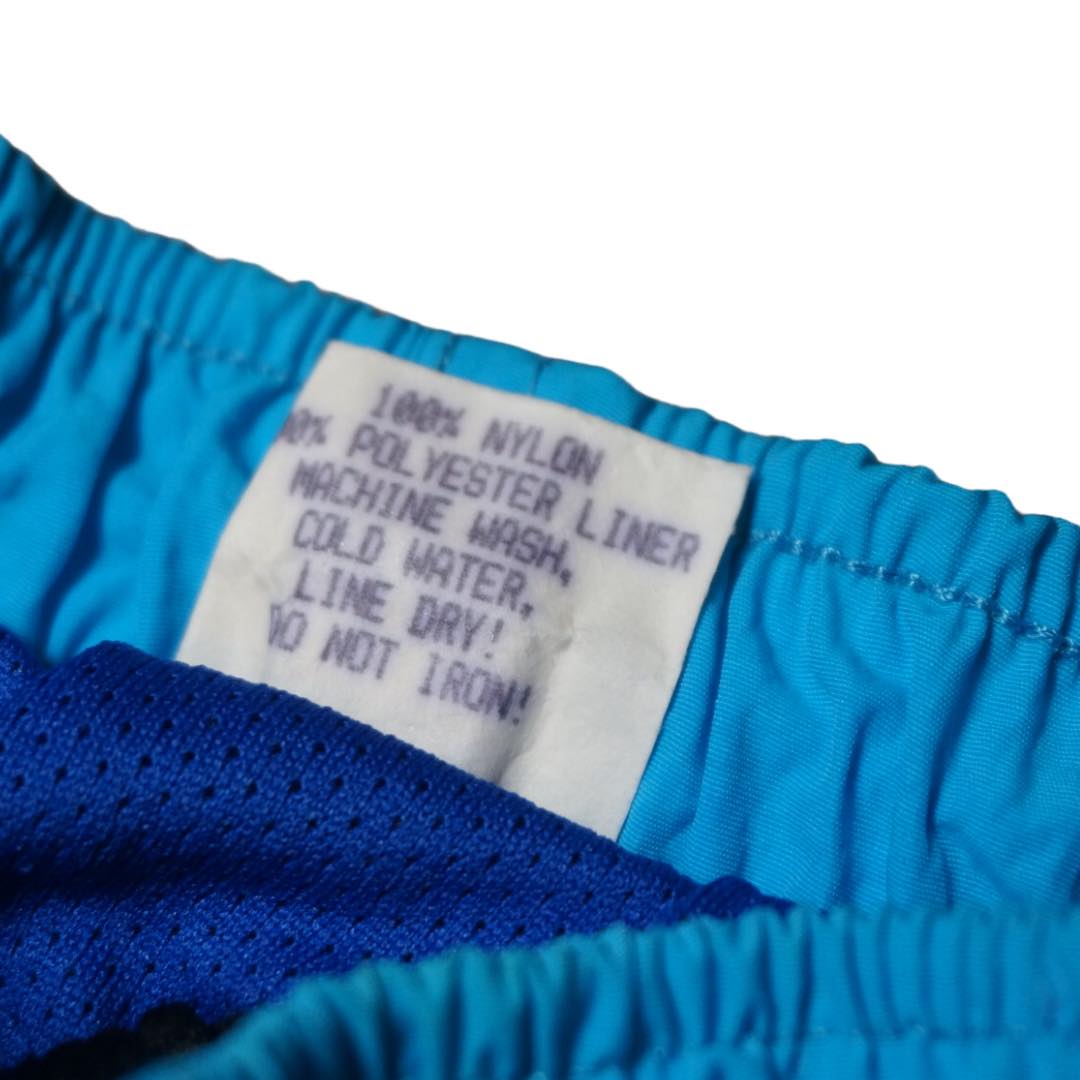 100% NYLON
00% POLYESTER LINER
MACHINE WASH,
COLD WATER,
LINE DRY!
DO NOT IRON!